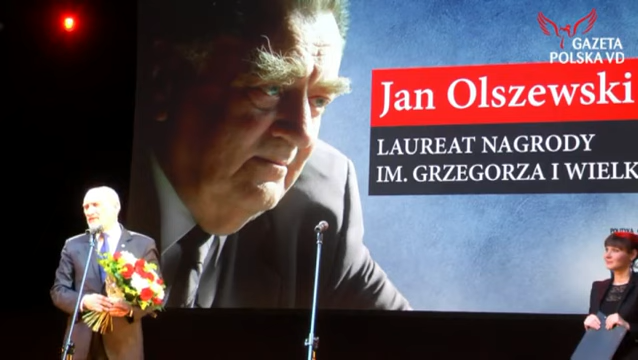 GAZETA
POLSKA VD
Jan Olszewski
LAUREAT NAGRODY
IM. GRZEGORZA I WIELK